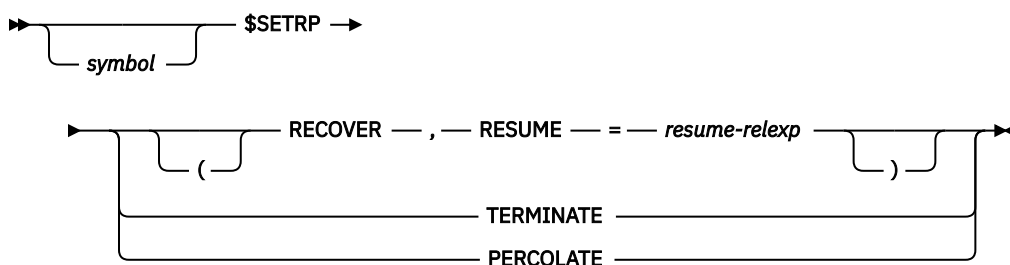 $SETRP
symbol
RECOVER , RESUME = resume-relexp
( )
TERMINATE
PERCOLATE